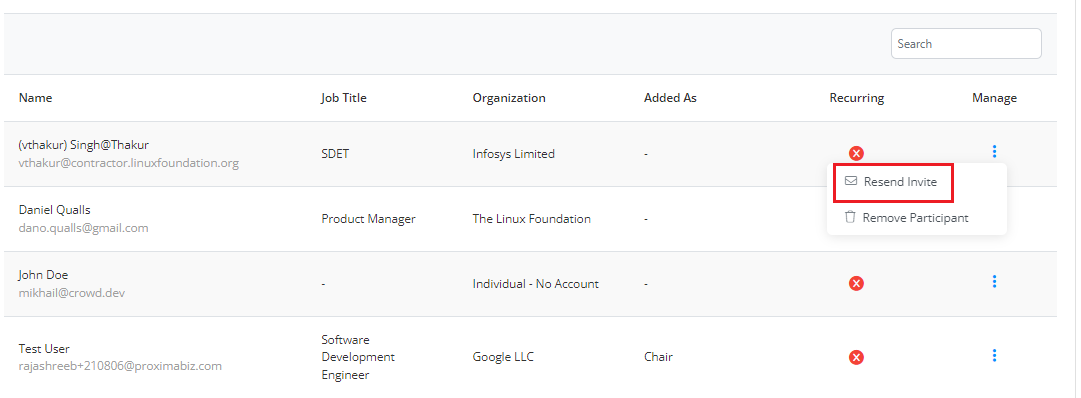 Search
Name Job Title Organization Added As Recurring Manage
(vthakur) Singh@Thakur
vthakur@contractor.linuxfoundation.org
SDET Infosys Limited -
Resend Invite
Remove Participant
Daniel Qualls
dano.qualls@gmail.com
Product Manager The Linux Foundation -
John Doe
mikhail@crowd.dev
- Individual - No Account -
Test User
rajashreeb+210806@proximabiz.com
Software
Development
Engineer
Google LLC Chair